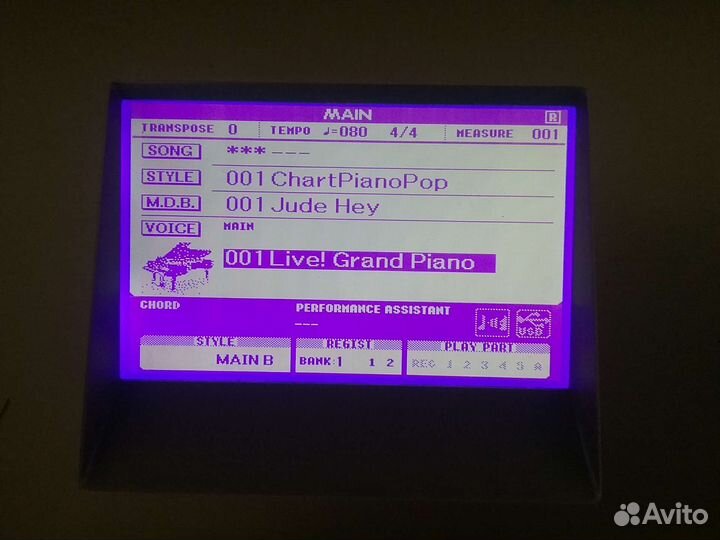 MAIN R
TRANSPOSE 0 TEMPO ♩=080 4/4 MEASURE 001
SONG ***---
STYLE 001 ChartPianoPop
M.D.B. 001 Jude Hey
VOICE MAIN
001 Live! Grand Piano
CHORD PERFORMANCE ASSISTANT
---
USB
STYLE REGIST PLAY PART
MAIN B BANK:1 1 2 REC 1 2 3 4 5 A
Avito